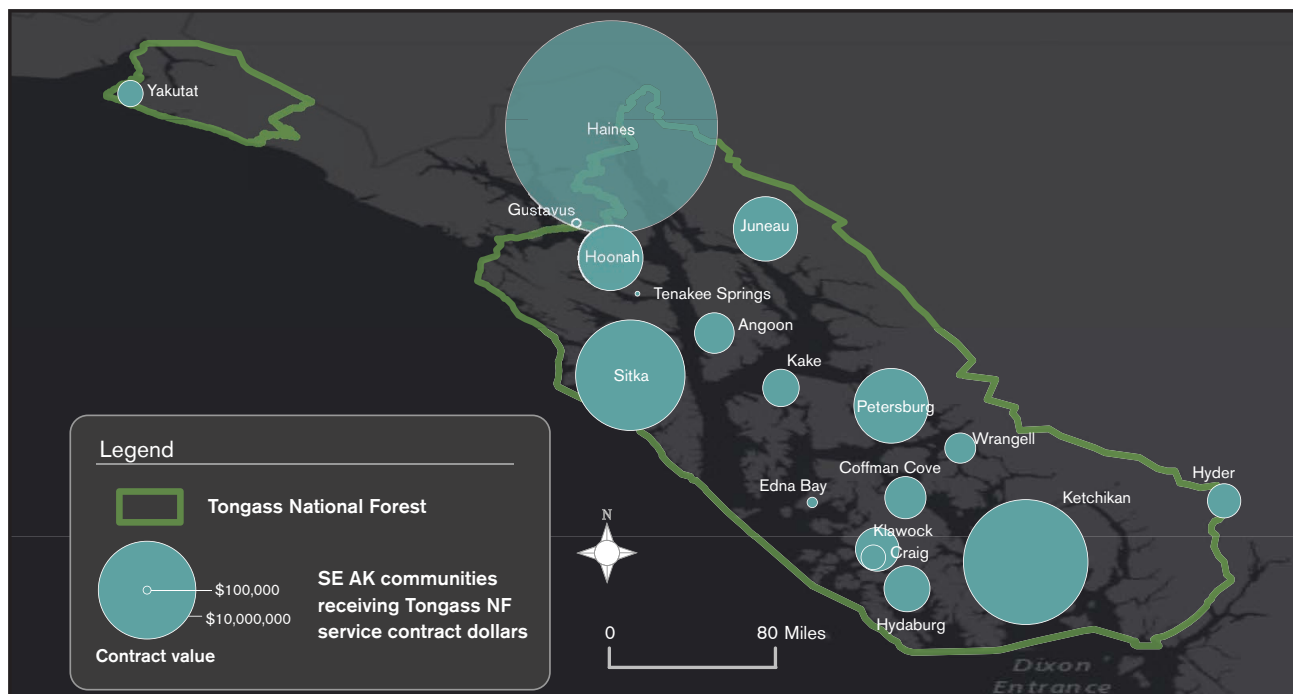 Yakutat
Haines
Gustavus
Juneau
Hoonah
Tenakee Springs
Angoon
Kake
Sitka
Petersburg
Wrangell
Coffman Cove
Hyder
Edna Bay
Ketchikan
Klawock
Craig
Hydaburg
Legend
Tongass National Forest
$100,000
$10,000,000
Contract value
SE AK communities
receiving Tongass NF
service contract dollars
N
0 80 Miles
Dixon
Entrance